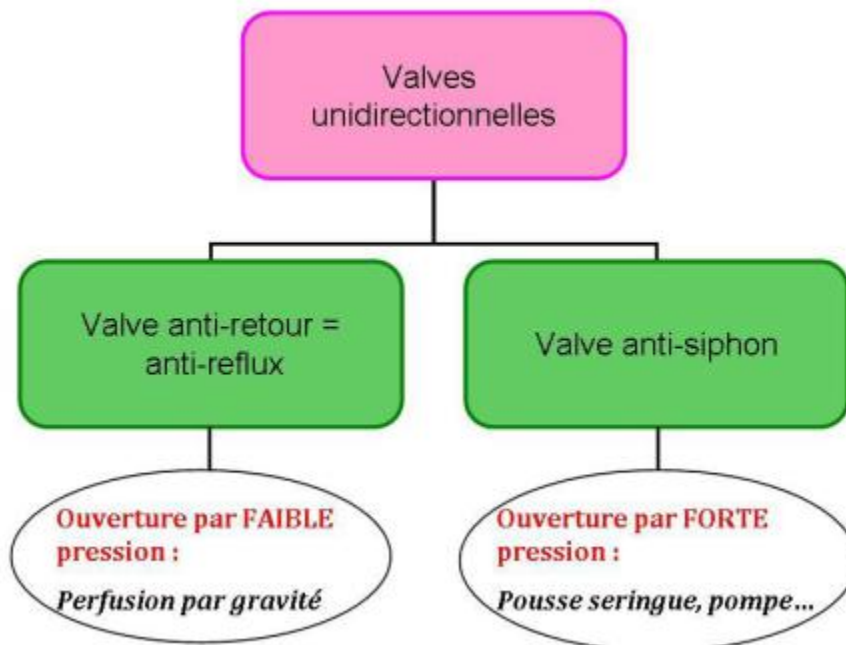 Valves
unidirectionnelles
Valve anti-retour =
anti-reflux
Valve anti-siphon
Ouverture par FAIBLE
pression :
Perfusion par gravité
Ouverture par FORTE
pression :
Pousse seringue, pompe...